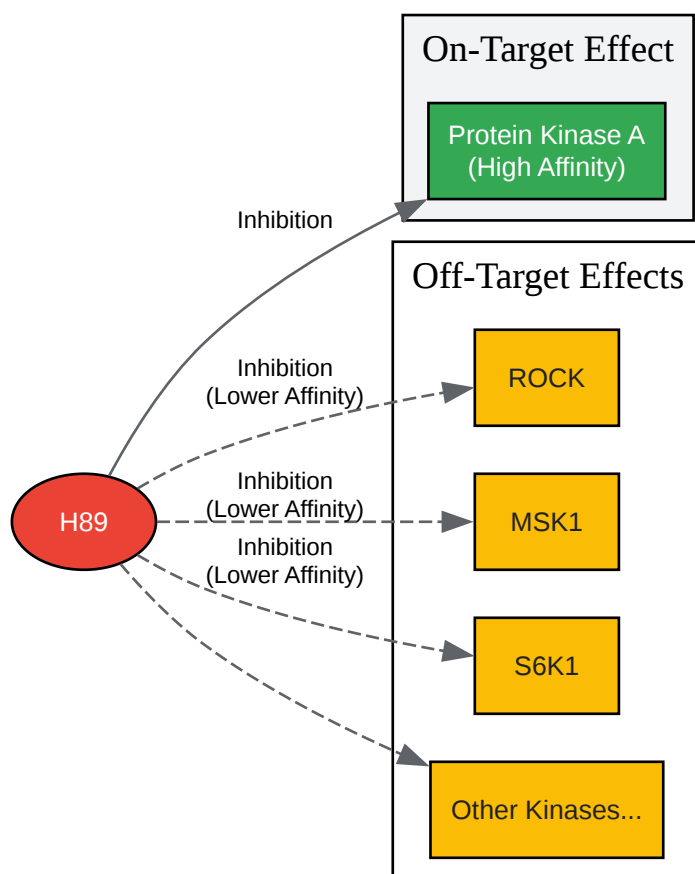 On-Target Effect
Protein Kinase A
(High Affinity)
Inhibition
Off-Target Effects
Inhibition
(Lower Affinity)
ROCK
Inhibition
(Lower Affinity)
MSK1
H89
Inhibition
(Lower Affinity)
S6K1
Other Kinases...